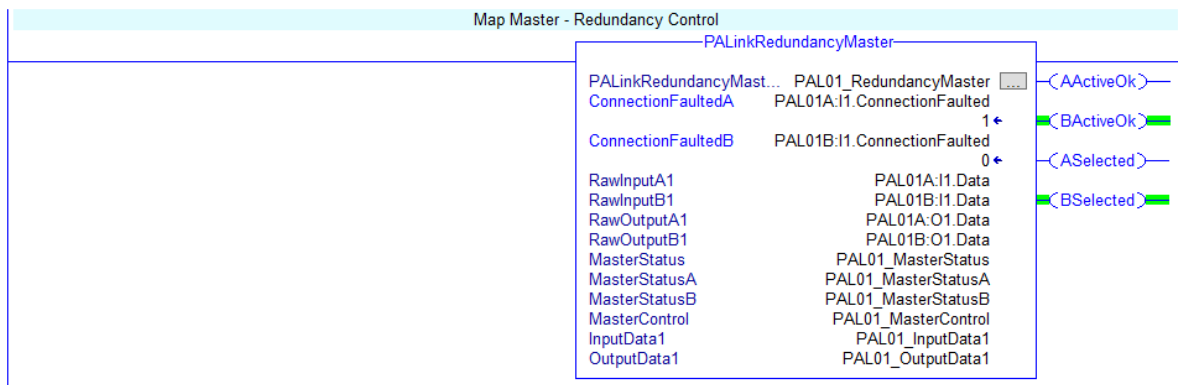 Map Master - Redundancy Control
PALinkRedundancyMaster
PALinkRedundancyMast... PAL01_RedundancyMaster ... AActiveOk
ConnectionFaultedA PAL01A:I1.ConnectionFaulted
1 BActiveOk
ConnectionFaultedB PAL01B:I1.ConnectionFaulted
0 ASelected
RawInputA1 PAL01A:I1.Data
RawInputB1 PAL01B:I1.Data BSelected
RawOutputA1 PAL01A:O1.Data
RawOutputB1 PAL01B:O1.Data
MasterStatus PAL01_MasterStatus
MasterStatusA PAL01_MasterStatusA
MasterStatusB PAL01_MasterStatusB
MasterControl PAL01_MasterControl
InputData1 PAL01_InputData1
OutputData1 PAL01_OutputData1